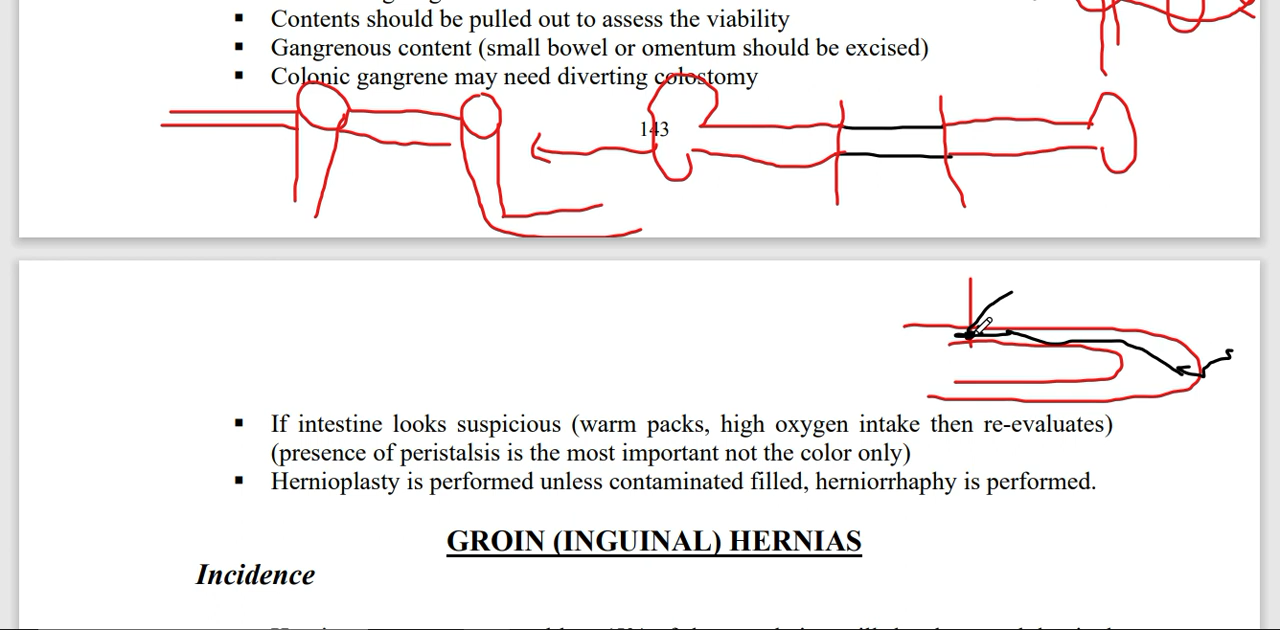 ▪ Contents should be pulled out to assess the viability
▪ Gangrenous content (small bowel or omentum should be excised)
▪ Colonic gangrene may need diverting colostomy
143
▪ If intestine looks suspicious (warm packs, high oxygen intake then re-evaluates)
(presence of peristalsis is the most important not the color only)
▪ Hernioplasty is performed unless contaminated filled, herniorrhaphy is performed.
GROIN (INGUINAL) HERNIAS
Incidence